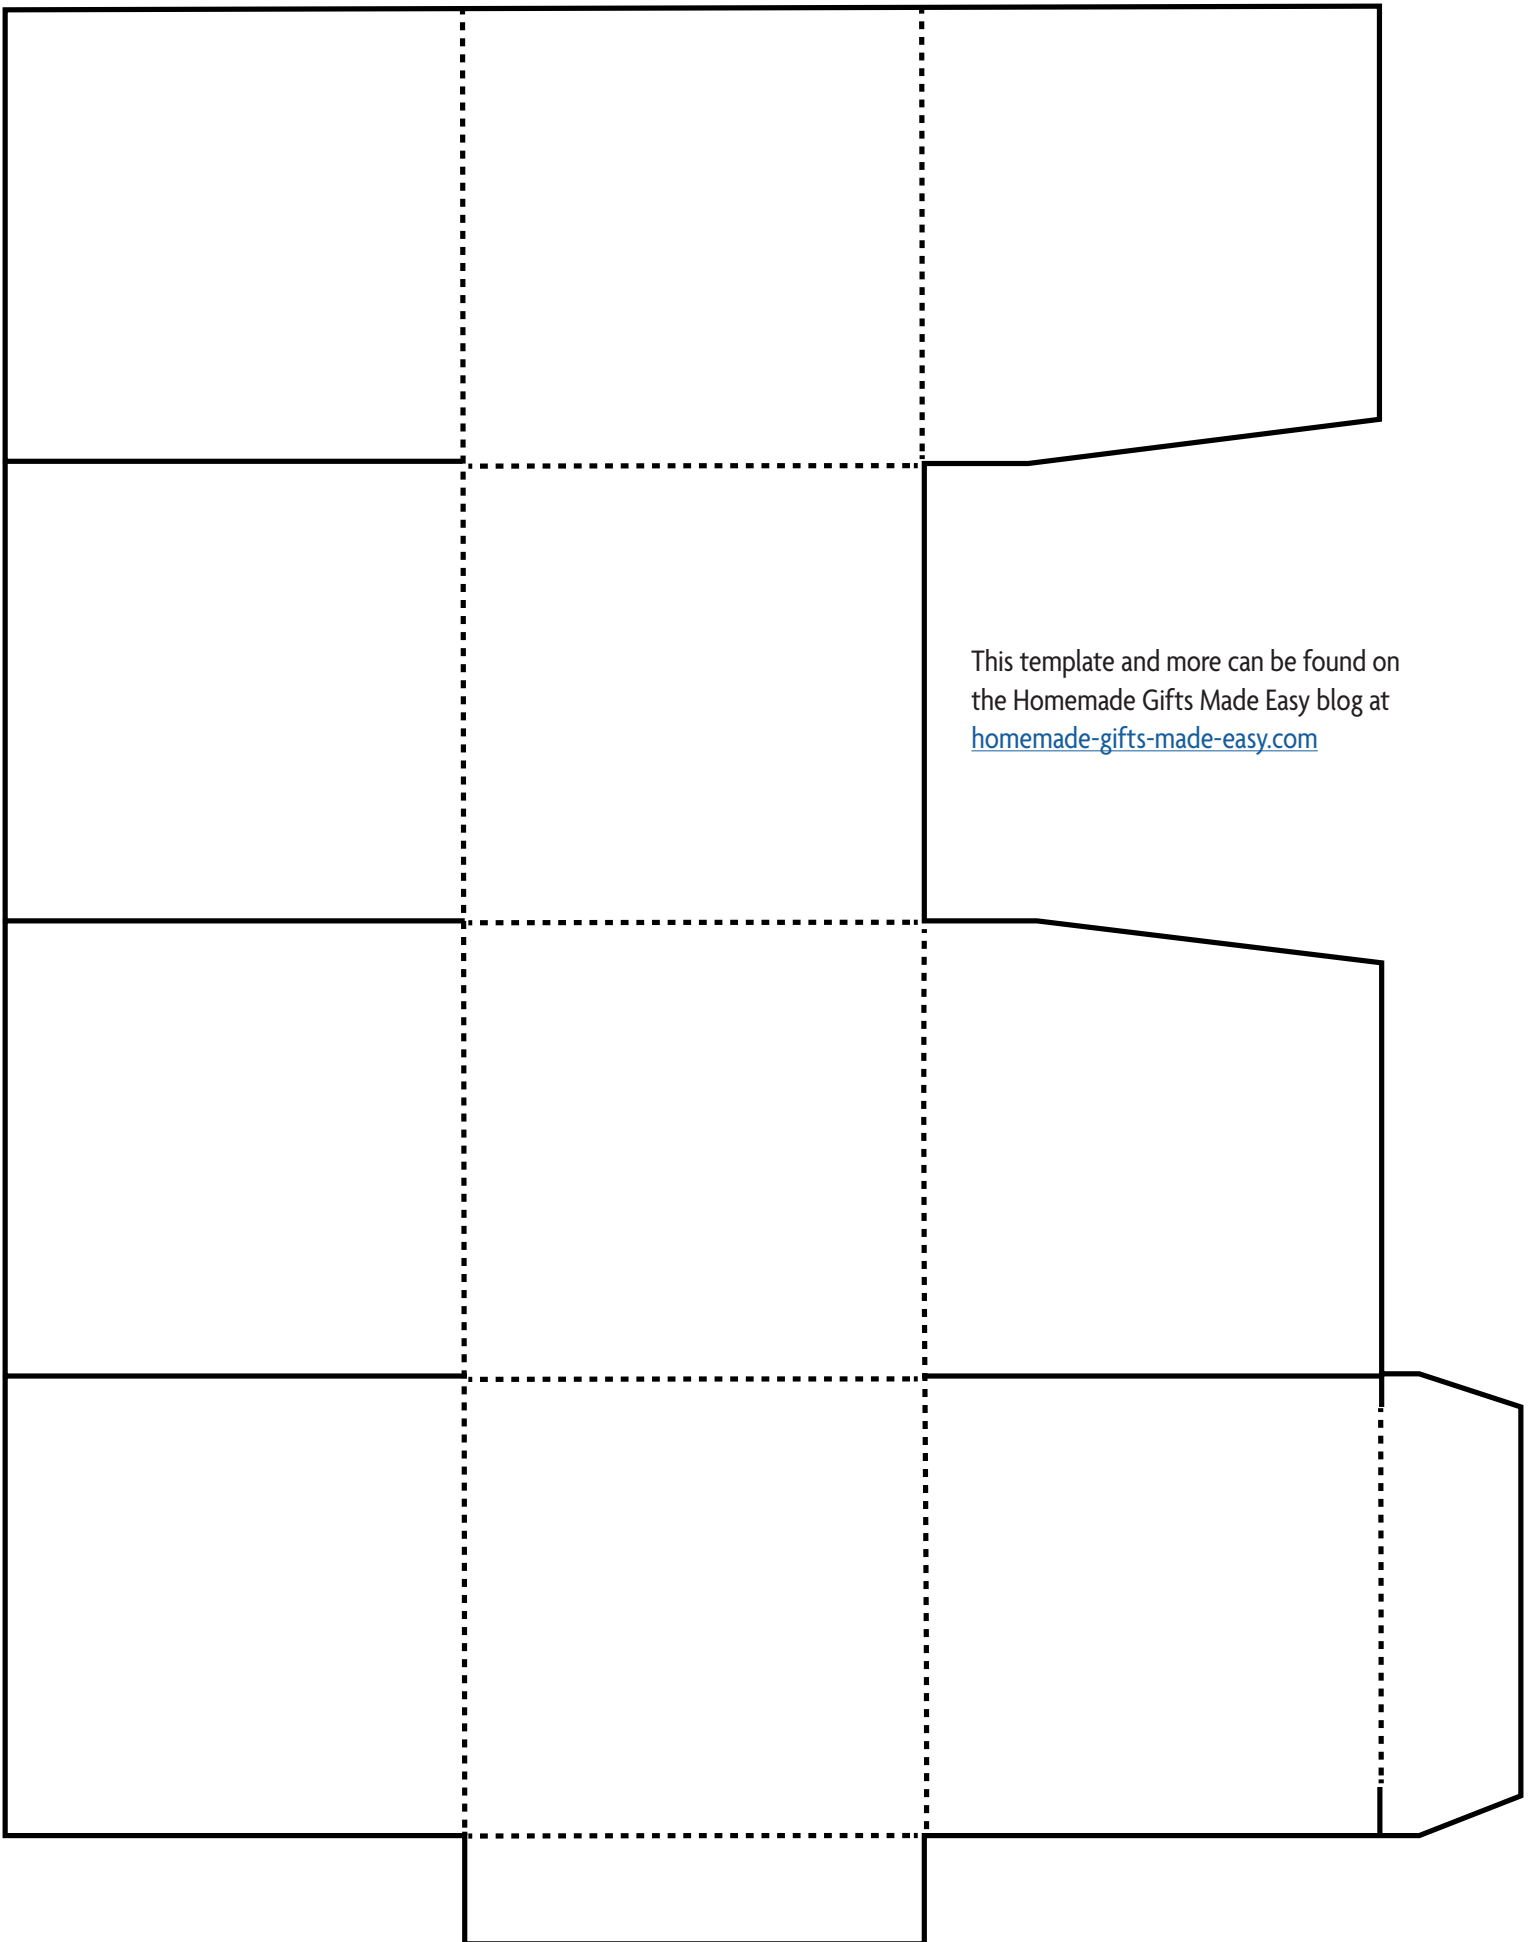 This template and more can be found on
the Homemade Gifts Made Easy blog at
homemade-gifts-made-easy.com